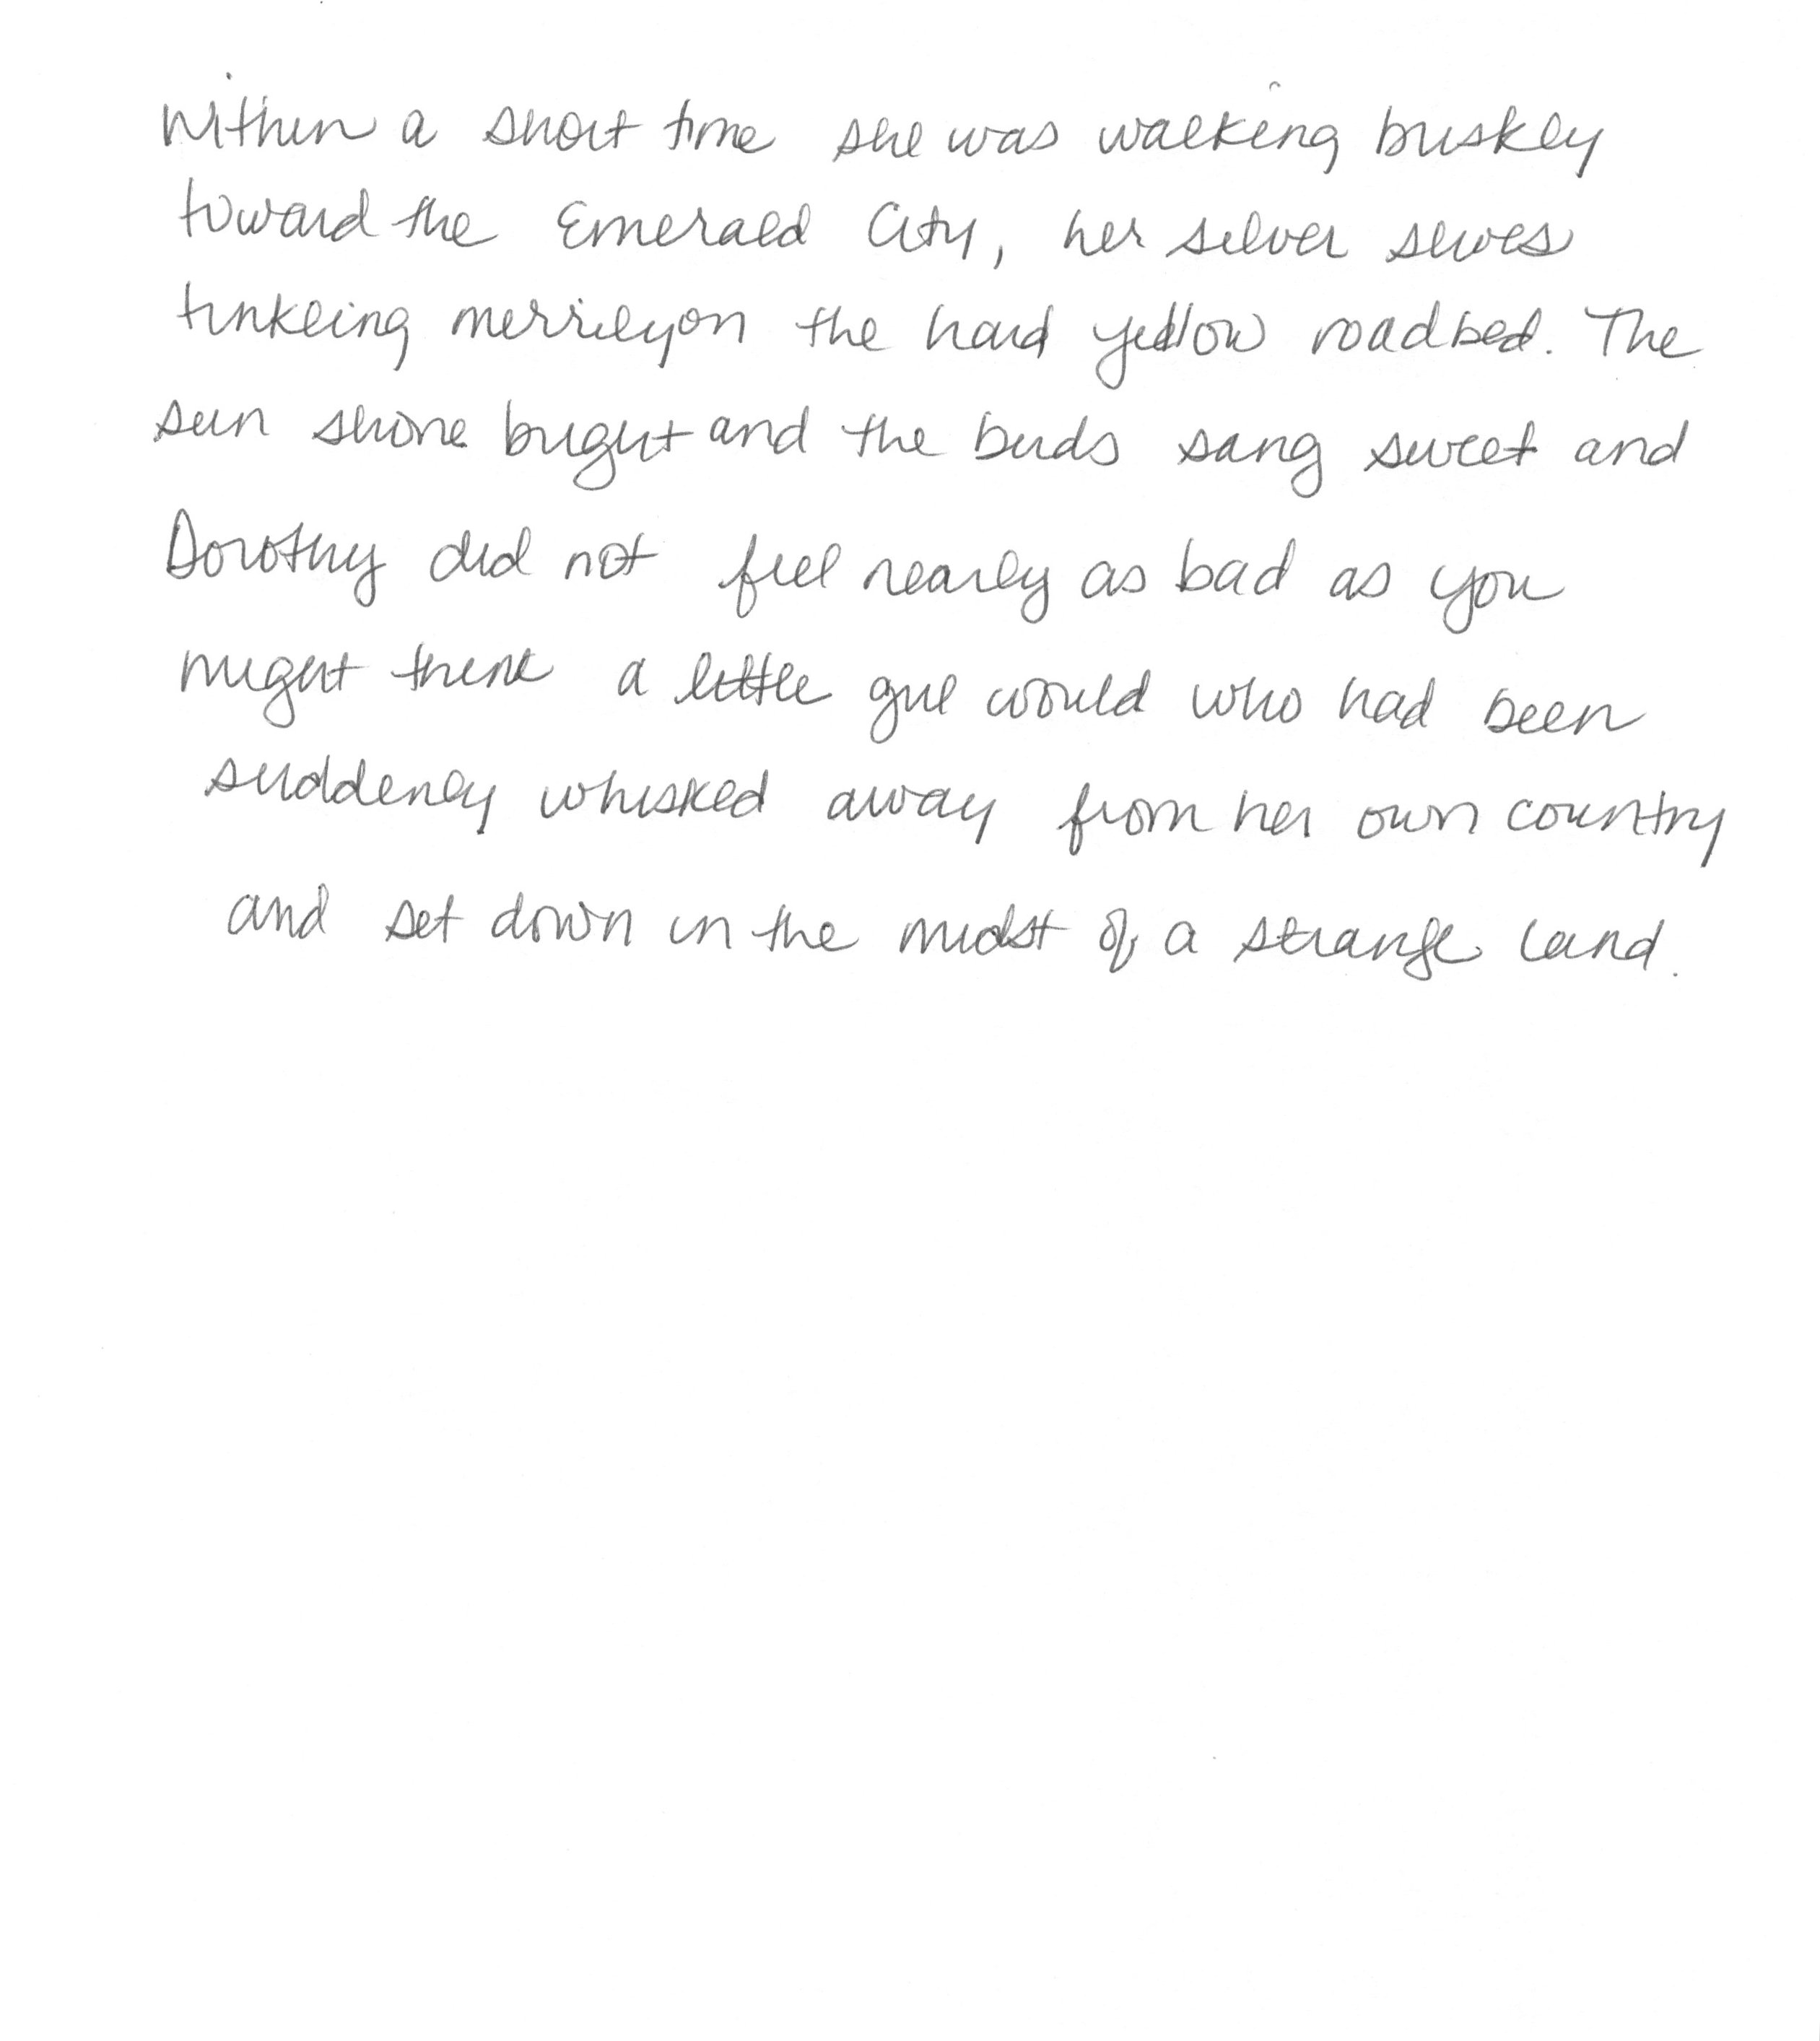 Within a short time she was walking briskly
toward the Emerald City, her silver shoes
tinkling merrily on the hard yellow roadbed. The
sun shone bright and the birds sang sweet and
Dorothy did not feel nearly as bad as you
might think a little girl would who had been
suddenly whisked away from her own country
and set down in the midst of a strange land.